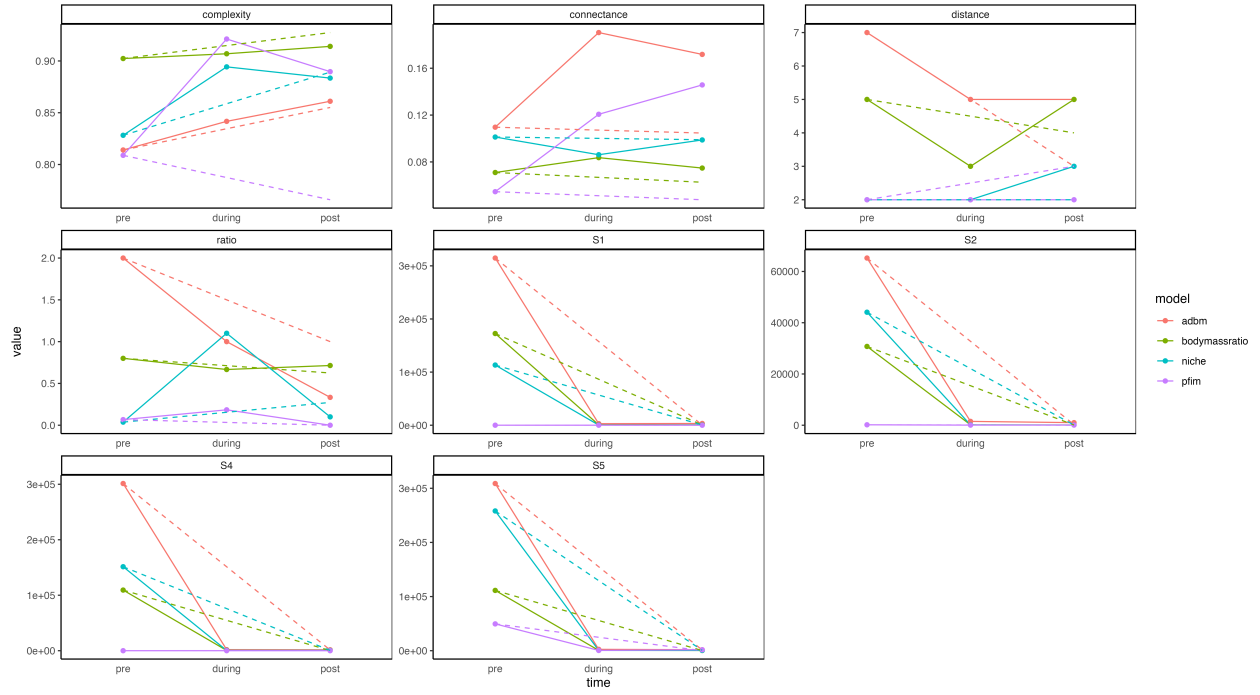 complexity
connectance
distance
0.90
0.85
0.80
pre
during
post
0.16
0.12
0.08
pre
during
post
7
6
5
4
3
2
pre
during
post
ratio
S1
S2
2.0
1.5
1.0
0.5
0.0
pre
during
post
3e+05
2e+05
1e+05
0e+00
pre
during
post
60000
40000
20000
0
pre
during
post
S4
S5
3e+05
2e+05
1e+05
0e+00
pre
during
post
3e+05
2e+05
1e+05
0e+00
pre
during
post
value
time
model
adbm
bodymassratio
niche
pfim